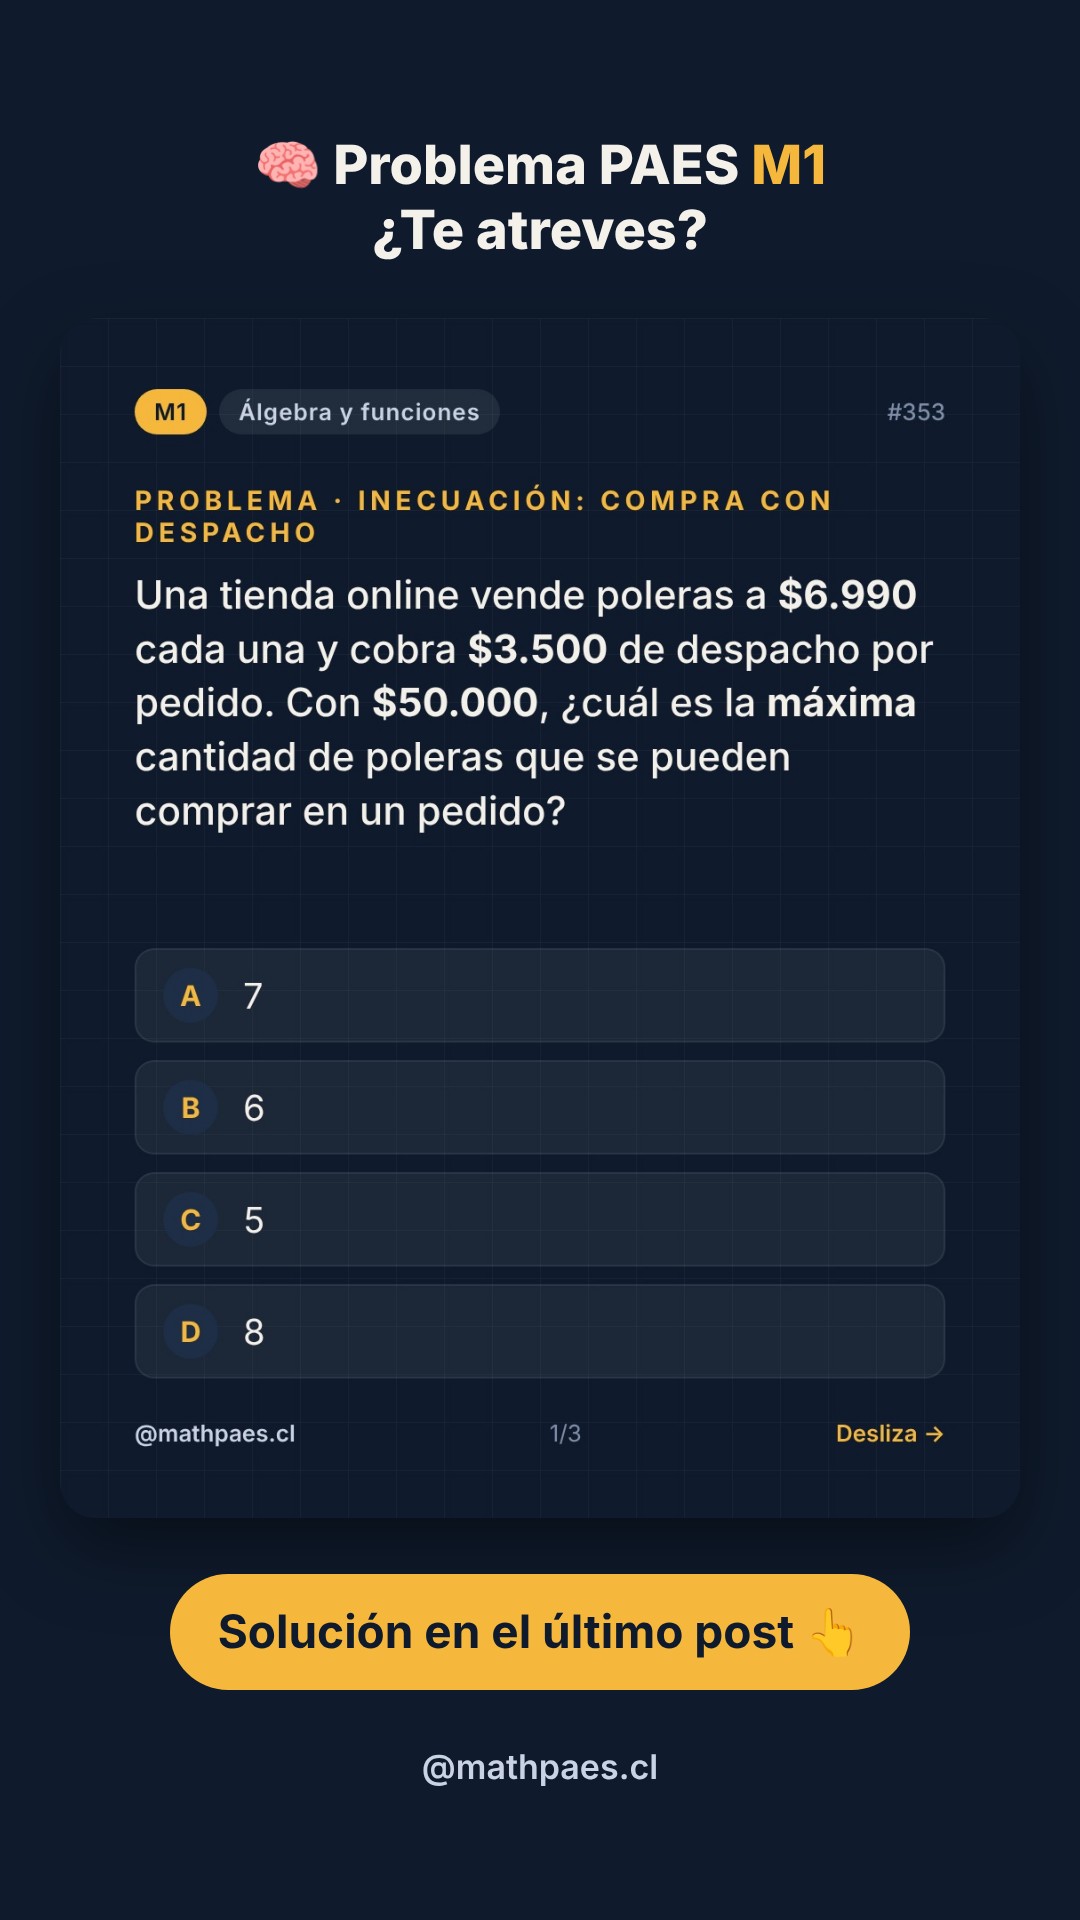 🧠 Problema PAES M1
¿Te atreves?
M1 Álgebra y funciones #353
PROBLEMA · INECUACIÓN: COMPRA CON
DESPACHO
Una tienda online vende poleras a $6.990
cada una y cobra $3.500 de despacho por
pedido. Con $50.000, ¿cuál es la máxima
cantidad de poleras que se pueden
comprar en un pedido?
A 7
B 6
C 5
D 8
@mathpaes.cl 1/3 Desliza →
Solución en el último post 👆
@mathpaes.cl